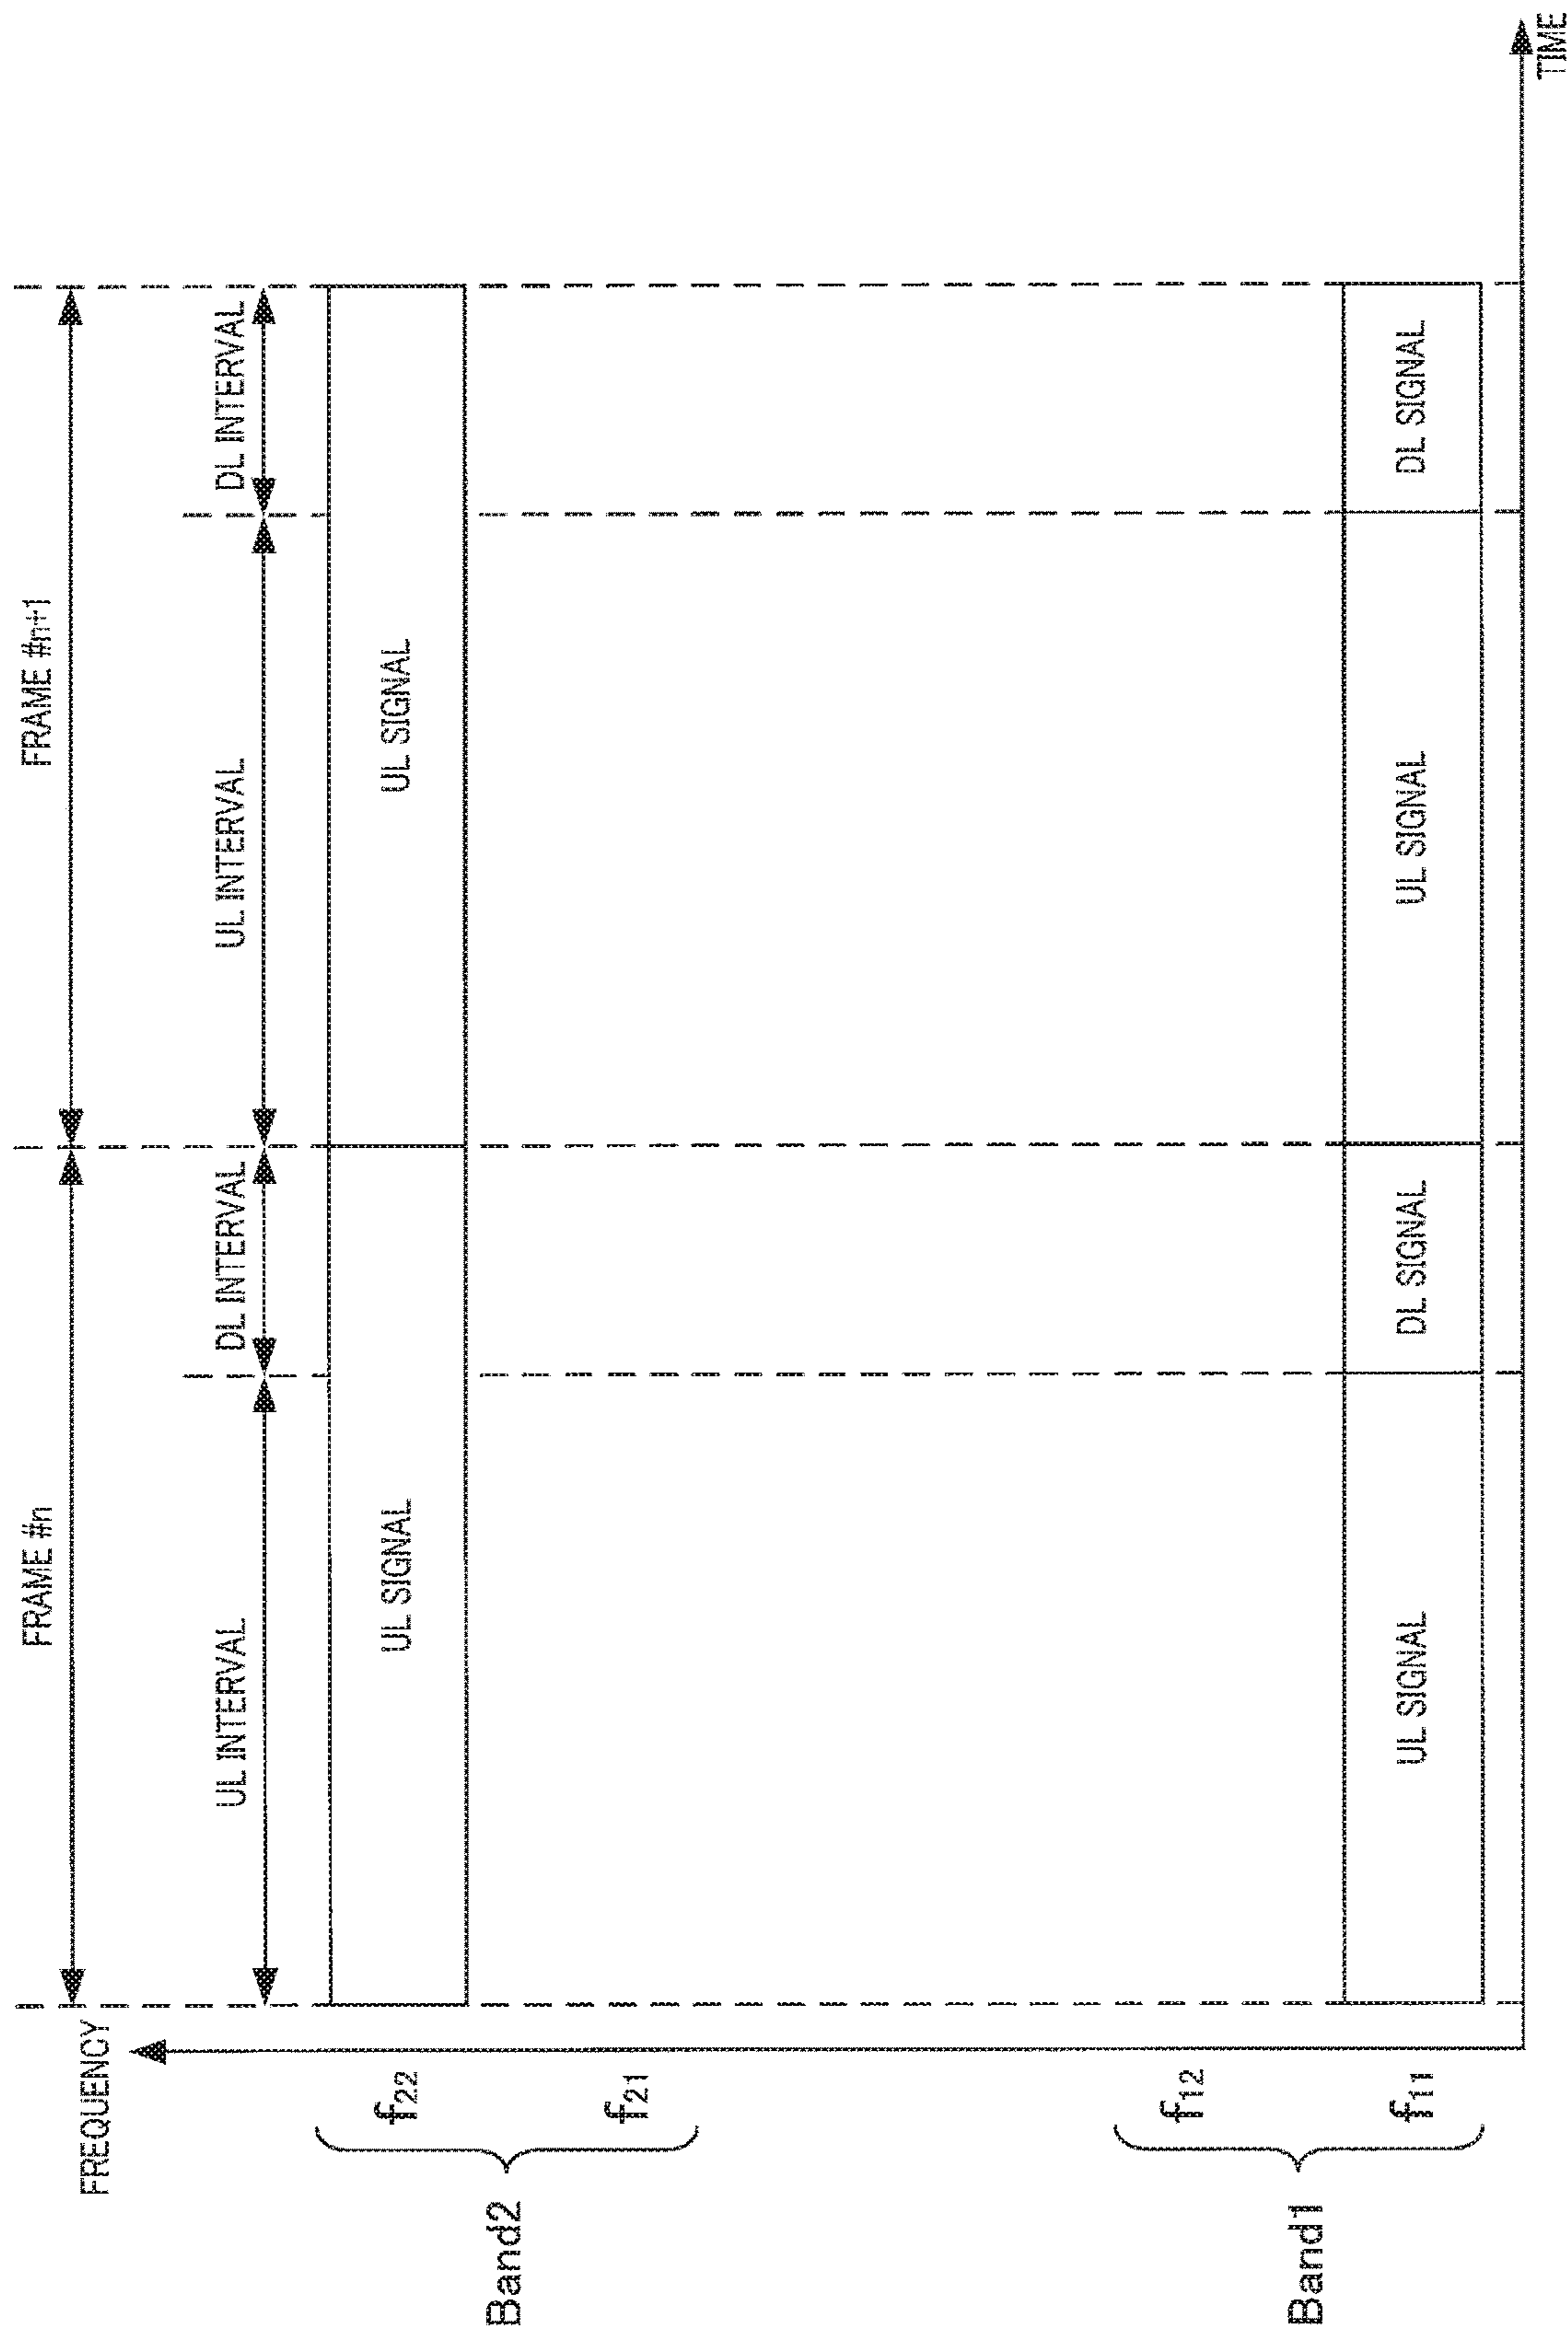 FRAME #n
FRAME #n+1
FREQUENCY
UL INTERVAL
DL INTERVAL
UL INTERVAL
DL INTERVAL
Band2
f22
UL SIGNAL
UL SIGNAL
f21
f12
Band1
f11
UL SIGNAL
DL SIGNAL
UL SIGNAL
DL SIGNAL
TIME